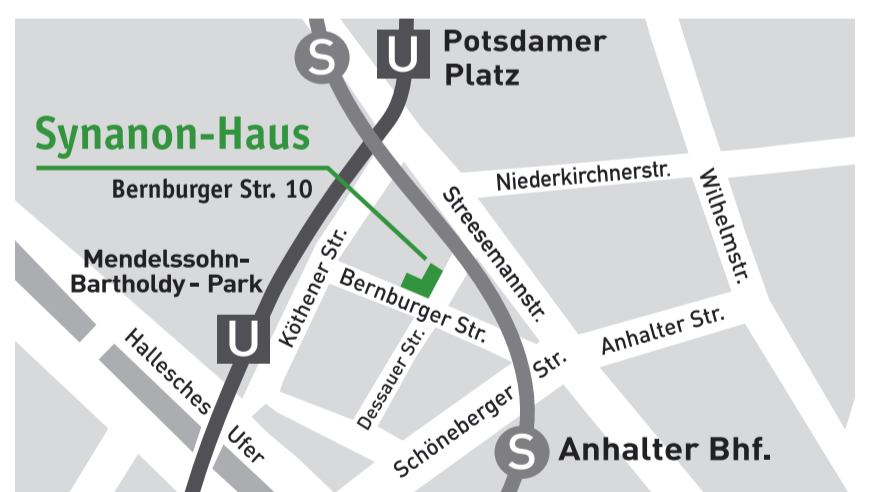 S
U
Potsdamer
Platz
Synanon-Haus
Bernburger Str. 10
Niederkirchnerstr.
Wilhelmstr.
Streesemannstr.
Mendelssohn-
Bartholdy - Park
Köthener Str.
Bernburger Str.
U
Hallesches
Ufer
Dessauer Str.
Schöneberger
Str.
Anhalter Str.
S
Anhalter Bhf.